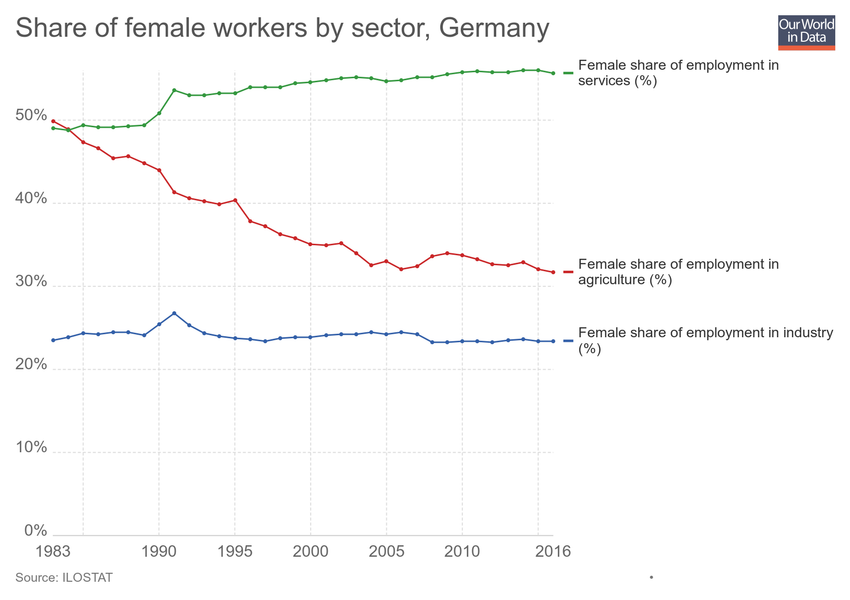 Share of female workers by sector, Germany
Our World
in Data
Female share of employment in
services (%)
50%
40%
30%
20%
10%
0%
Female share of employment in
agriculture (%)
Female share of employment in industry
(%)
1983 1990 1995 2000 2005 2010 2016
Source: ILOSTAT